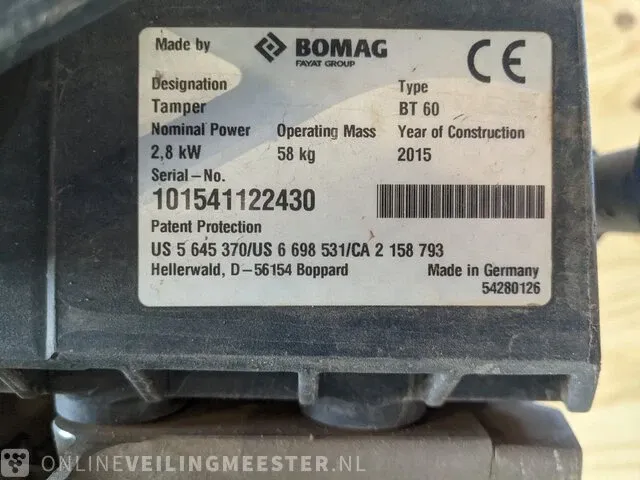 Made by BOMAG CE
FAYAT GROUP
Designation Type
Tamper BT 60
Nominal Power Operating Mass Year of Construction
2,8 kW 58 kg 2015
Serial-No.
101541122430
Patent Protection
US 5 645 370/US 6 698 531/CA 2 158 793
Hellerwald, D-56154 Boppard Made in Germany
54280126
ONLINEVEILINGMEESTER.NL